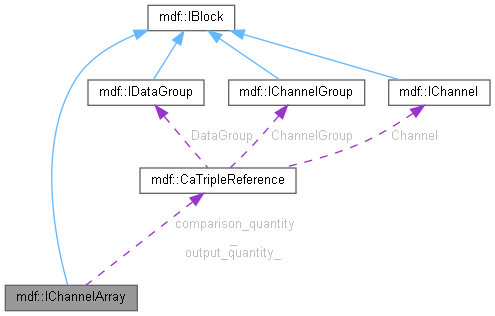 mdf::IBlock
mdf::IDataGroup
mdf::IChannelGroup
mdf::IChannel
DataGroup
ChannelGroup
Channel
mdf::CaTripleReference
comparison_quantity
_
output_quantity_
mdf::IChannelArray